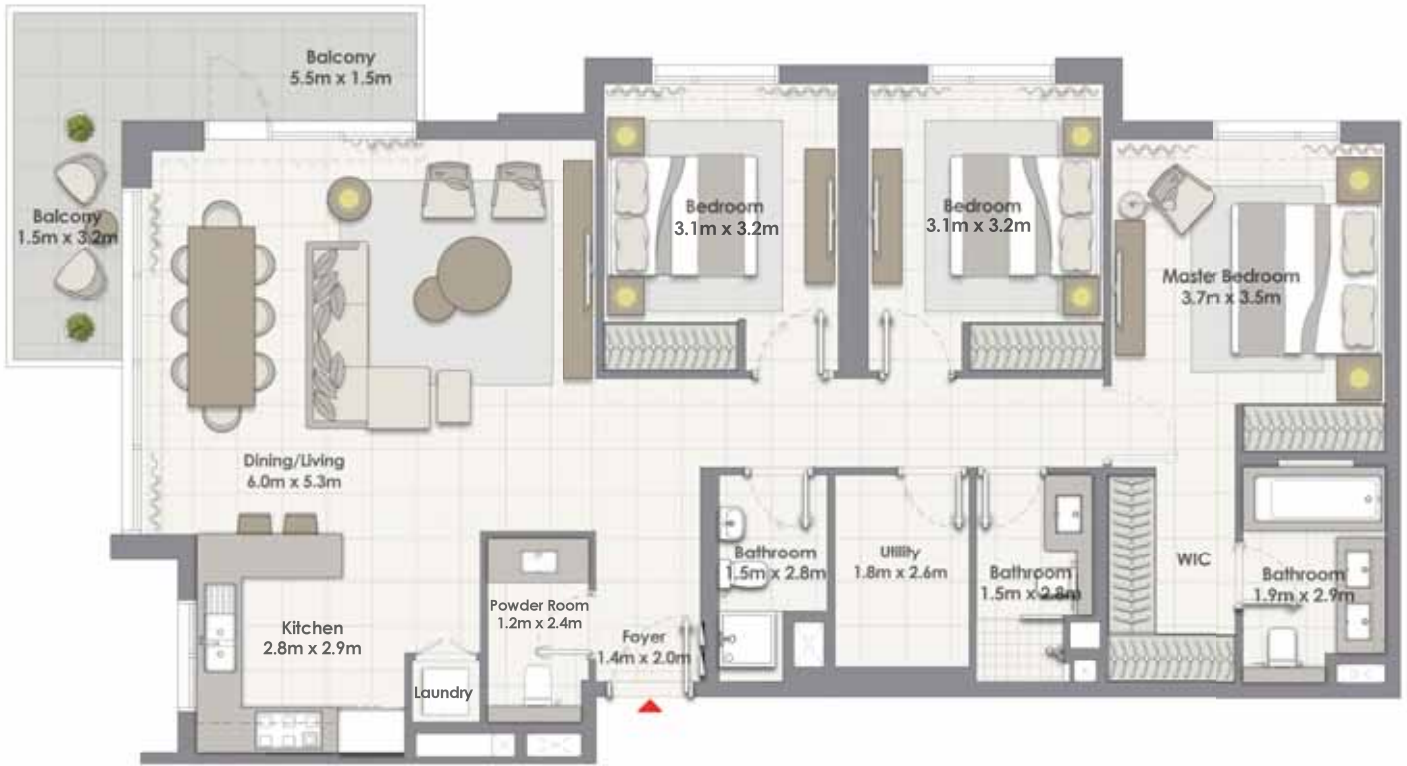 Balcony
5.5m x 1.5m
Balcony
1.5m x 3.2m
Bedroom
3.1m x 3.2m
Bedroom
3.1m x 3.2m
Master Bedroom
3.7m x 3.5m
Dining/Living
6.0m x 5.3m
Bathroom
1.5m x 2.8m
Utility
1.8m x 2.6m
Bathroom
1.5m x 2.8m
WIC
Bathroom
1.9m x 2.9m
Kitchen
2.8m x 2.9m
Powder Room
1.2m x 2.4m
Foyer
1.4m x 2.0m
Laundry